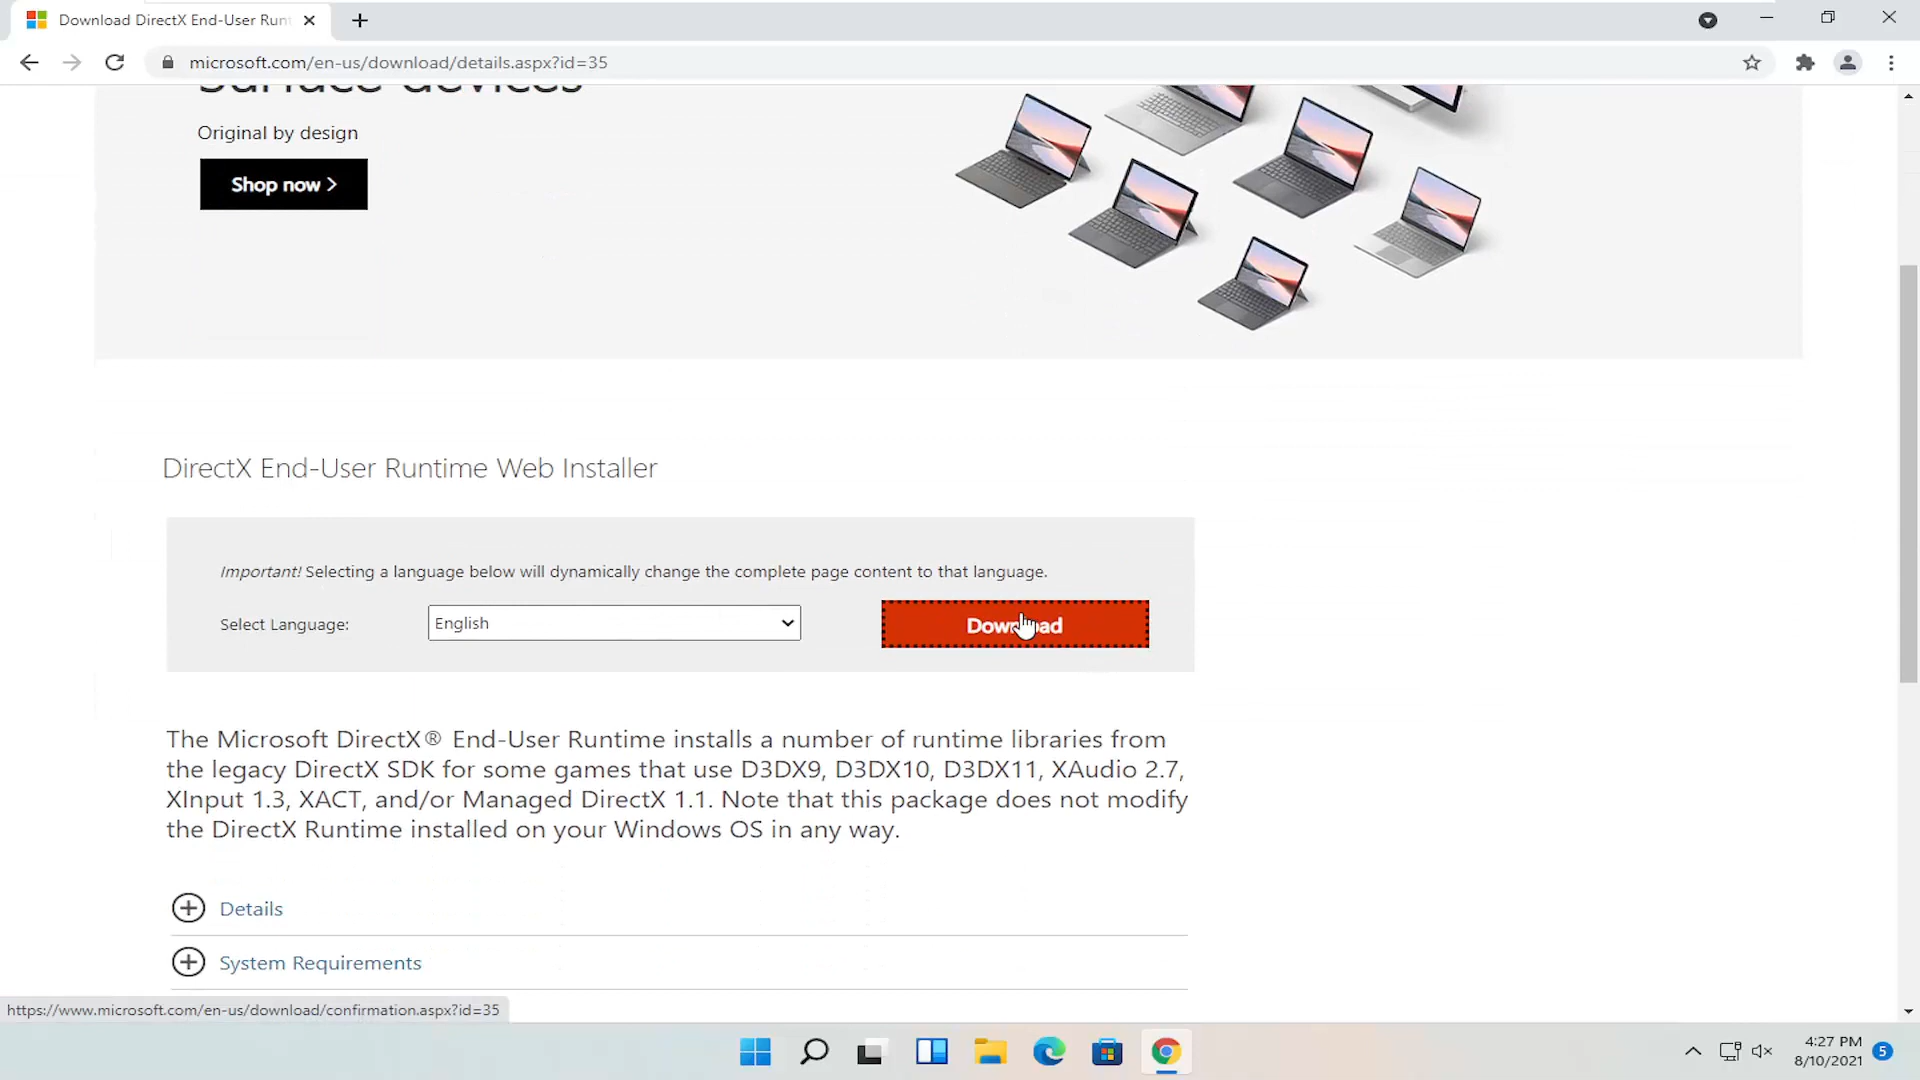 Download DirectX End-User Runt
microsoft.com/en-us/download/details.aspx?id=35
Surface devices
Original by design
Shop now >
DirectX End-User Runtime Web Installer
Important! Selecting a language below will dynamically change the complete page content to that language.
Select Language:
English
Download
The Microsoft DirectX® End-User Runtime installs a number of runtime libraries from
the legacy DirectX SDK for some games that use D3DX9, D3DX10, D3DX11, XAudio 2.7,
XInput 1.3, XACT, and/or Managed DirectX 1.1. Note that this package does not modify
the DirectX Runtime installed on your Windows OS in any way.
Details
System Requirements
https://www.microsoft.com/en-us/download/confirmation.aspx?id=35
4:27 PM
8/10/2021
5